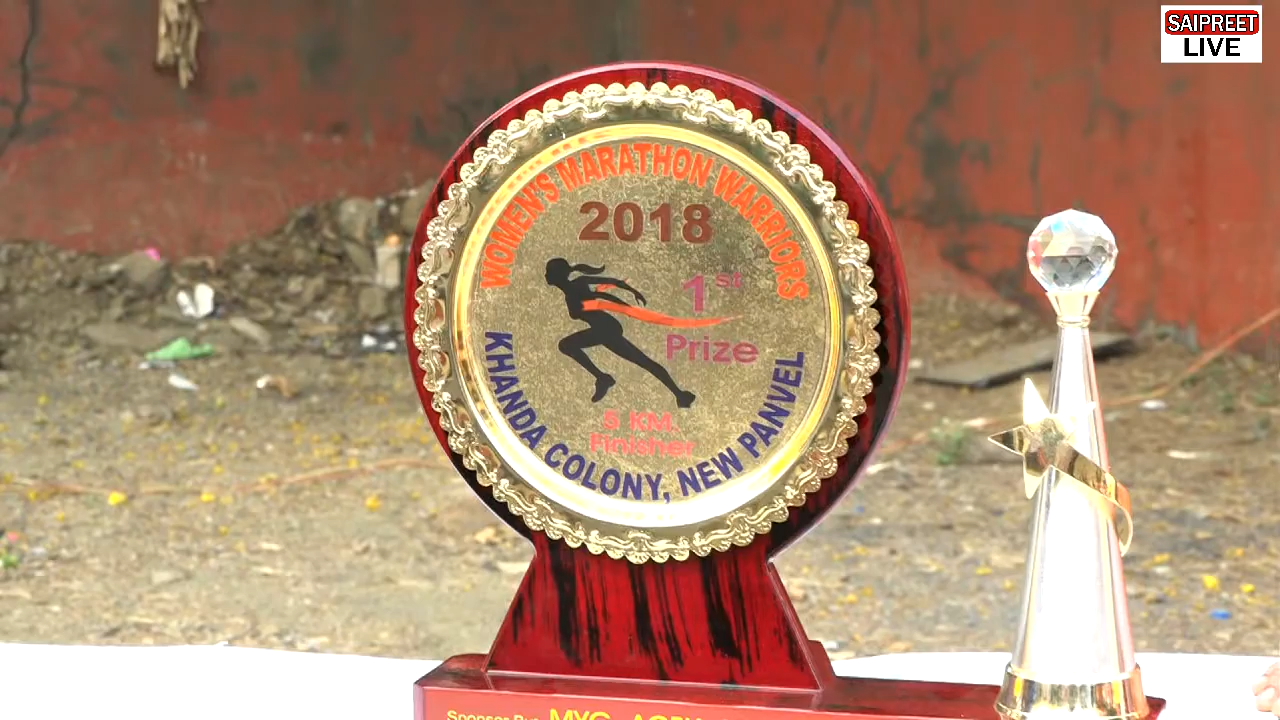 SAIPREET
LIVE
WOMEN'S MARATHON WARRIORS
2018
1st
Prize
5 KM.
Finisher
KHANDA COLONY, NEW PANVEL